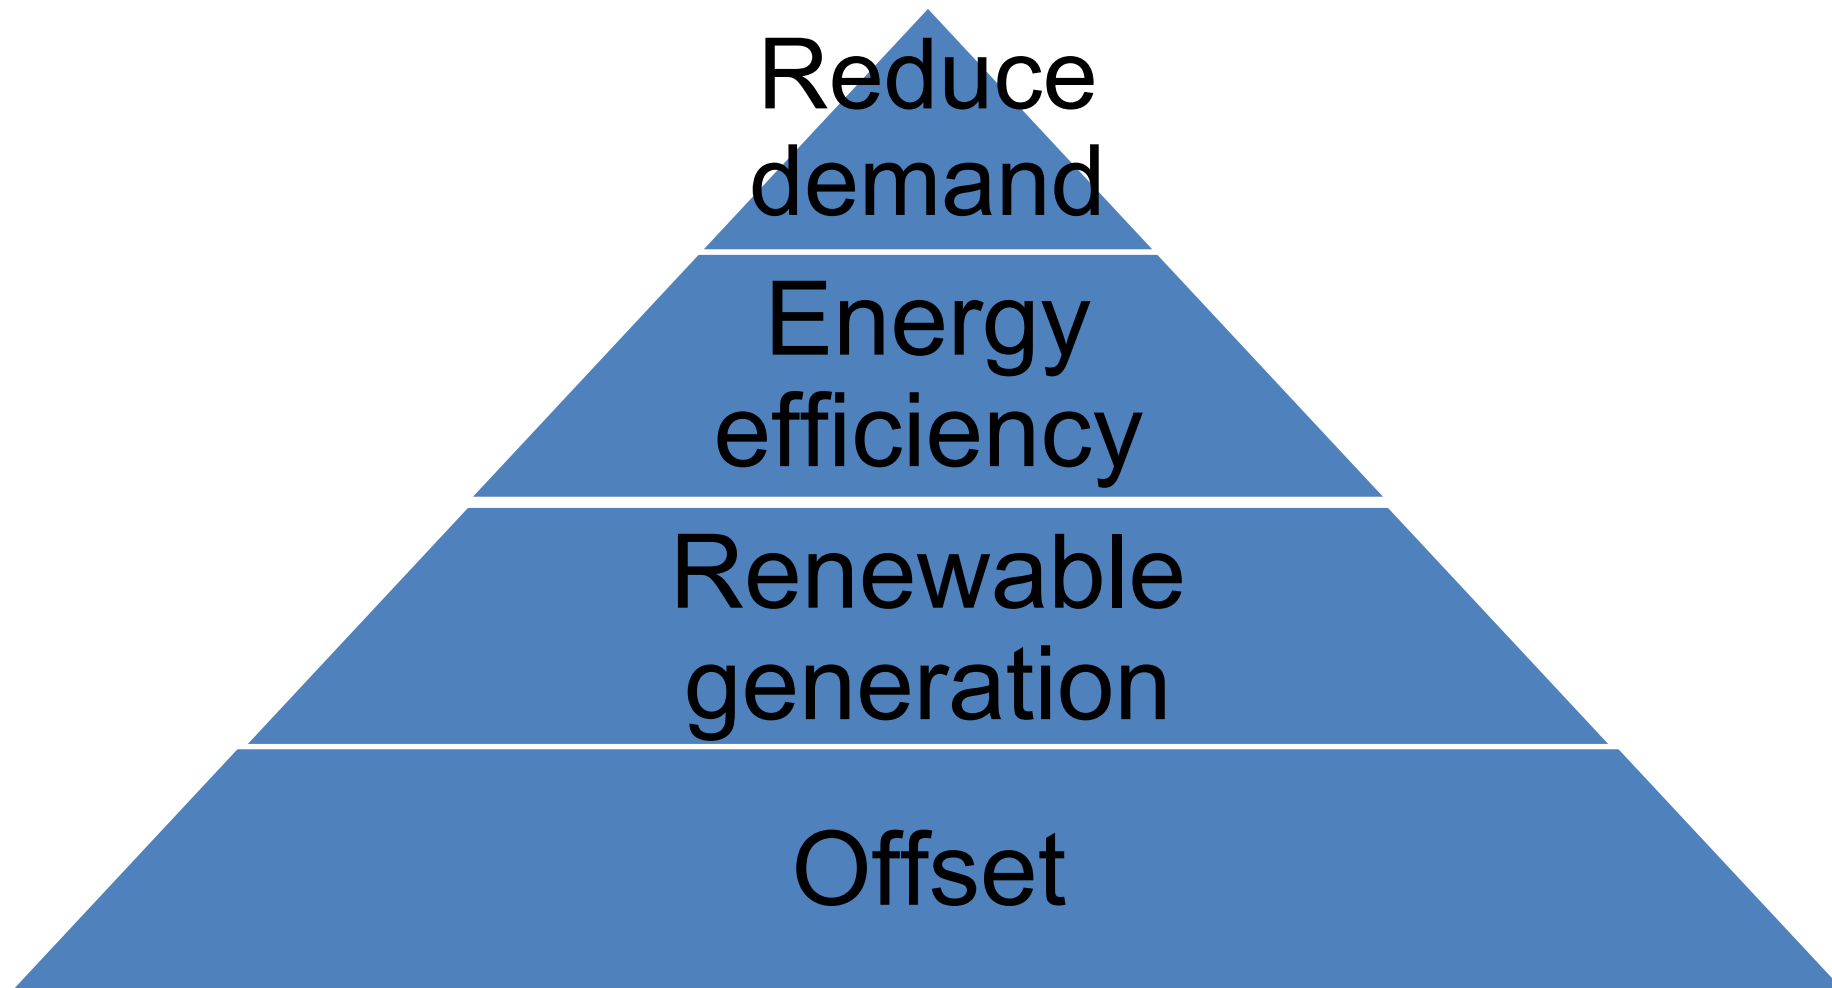 Reduce
demand
Energy
efficiency
Renewable
generation
Offset